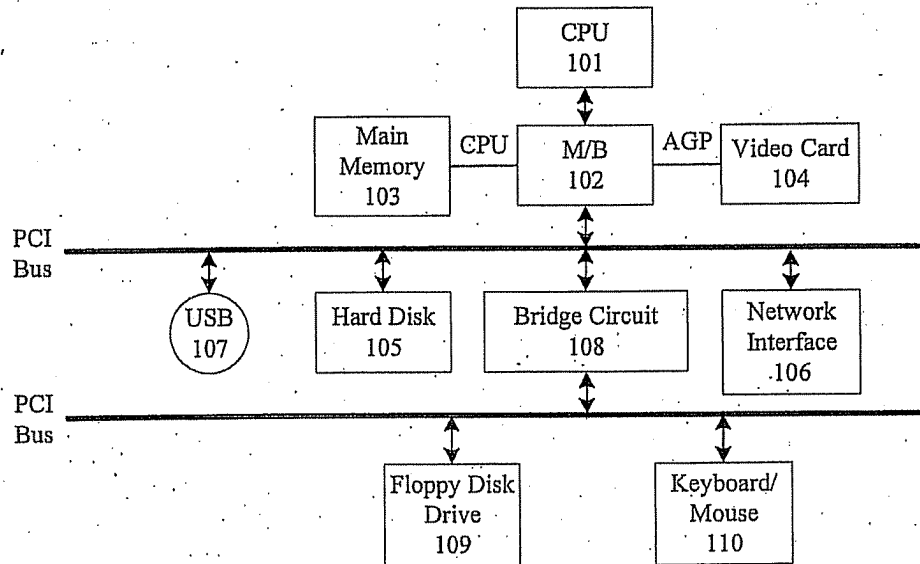 CPU
101
Main
Memory
103
CPU
M/B
102
AGP
Video Card
104
PCI
Bus
USB
107
Hard Disk
105
Bridge Circuit
108
Network
Interface
106
PCI
Bus
Floppy Disk
Drive
109
Keyboard/
Mouse
110